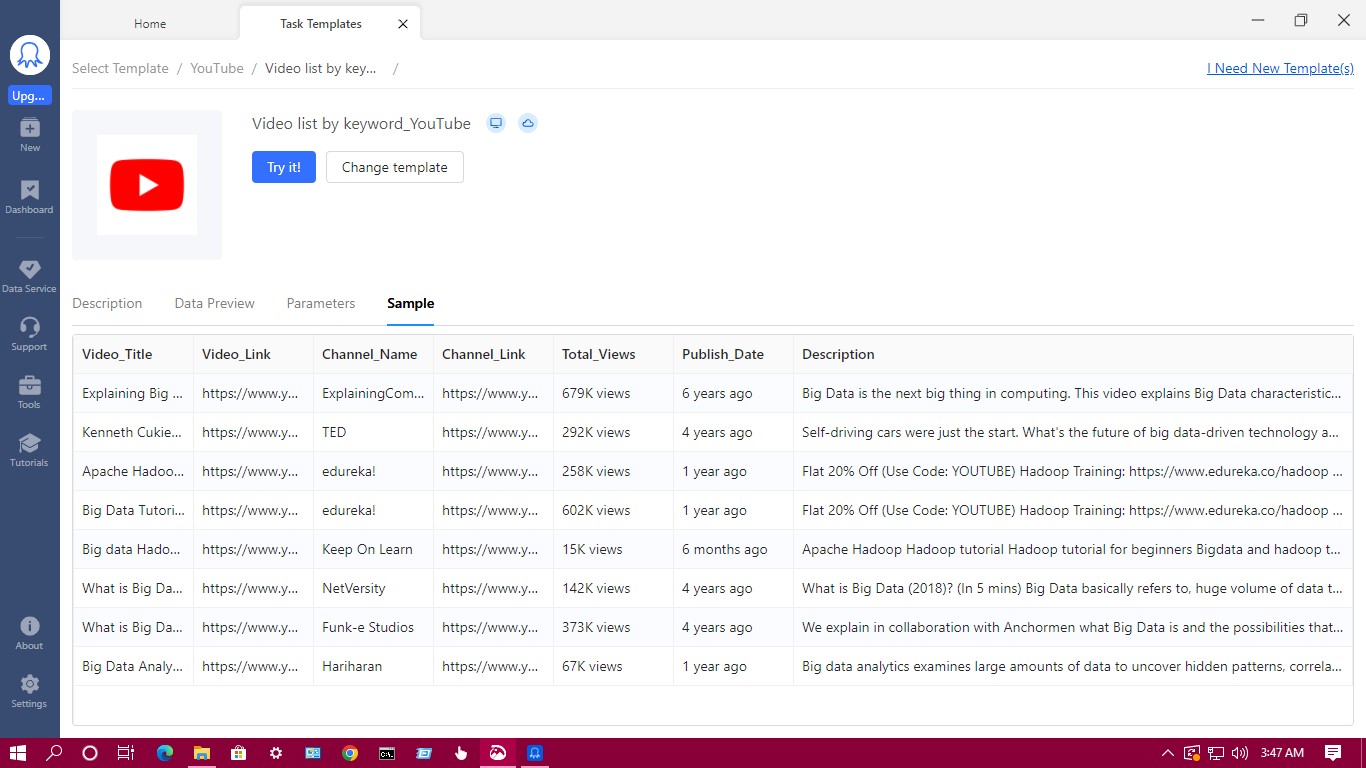 Home
Task Templates
Upg...
New
Dashboard
Data Service
Support
Tools
Tutorials
About
Settings
Select Template / YouTube / Video list by key... /
I Need New Template(s)
Video list by keyword_YouTube
Try it!
Change template
Description
Data Preview
Parameters
Sample
Video_Title Video_Link Channel_Name Channel_Link Total_Views Publish_Date Description
Explaining Big ... https://www.y... ExplainingCom... https://www.y... 679K views 6 years ago Big Data is the next big thing in computing. This video explains Big Data characteristic...
Kenneth Cukie... https://www.y... TED https://www.y... 292K views 4 years ago Self-driving cars were just the start. What's the future of big data-driven technology a...
Apache Hadoo... https://www.y... edureka! https://www.y... 258K views 1 year ago Flat 20% Off (Use Code: YOUTUBE) Hadoop Training: https://www.edureka.co/hadoop ...
Big Data Tutori... https://www.y... edureka! https://www.y... 602K views 1 year ago Flat 20% Off (Use Code: YOUTUBE) Hadoop Training: https://www.edureka.co/hadoop ...
Big data Hado... https://www.y... Keep On Learn https://www.y... 15K views 6 months ago Apache Hadoop Hadoop tutorial Hadoop tutorial for beginners Bigdata and hadoop t...
What is Big Da... https://www.y... NetVersity https://www.y... 142K views 4 years ago What is Big Data (2018)? (In 5 mins) Big Data basically refers to, huge volume of data t...
What is Big Da... https://www.y... Funk-e Studios https://www.y... 373K views 4 years ago We explain in collaboration with Anchormen what Big Data is and the possibilities that...
Big Data Analy... https://www.y... Hariharan https://www.y... 67K views 1 year ago Big data analytics examines large amounts of data to uncover hidden patterns, correla...
3:47 AM